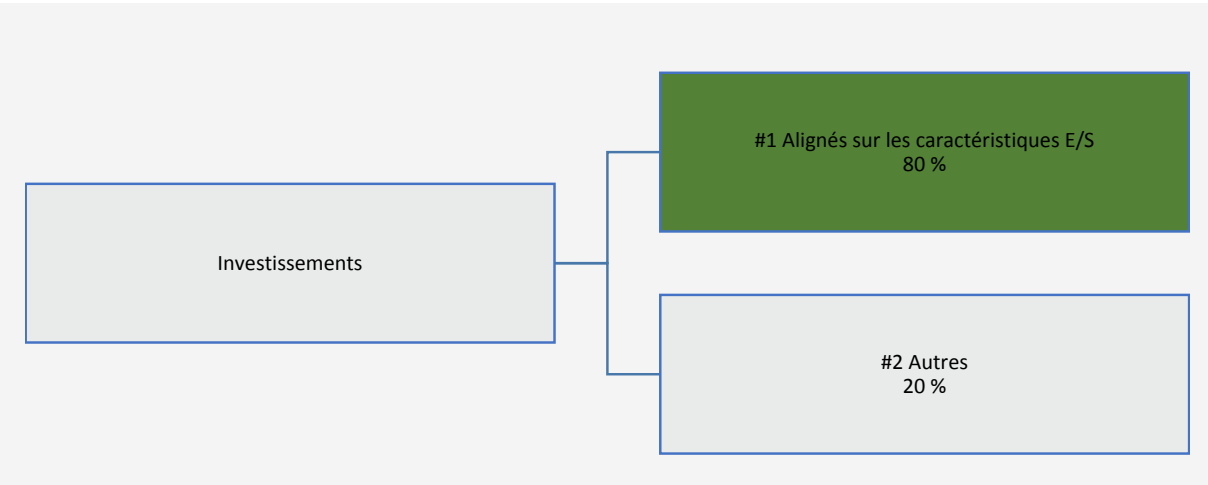 Investissements
#1 Alignés sur les caractéristiques E/S
80 %
#2 Autres
20 %